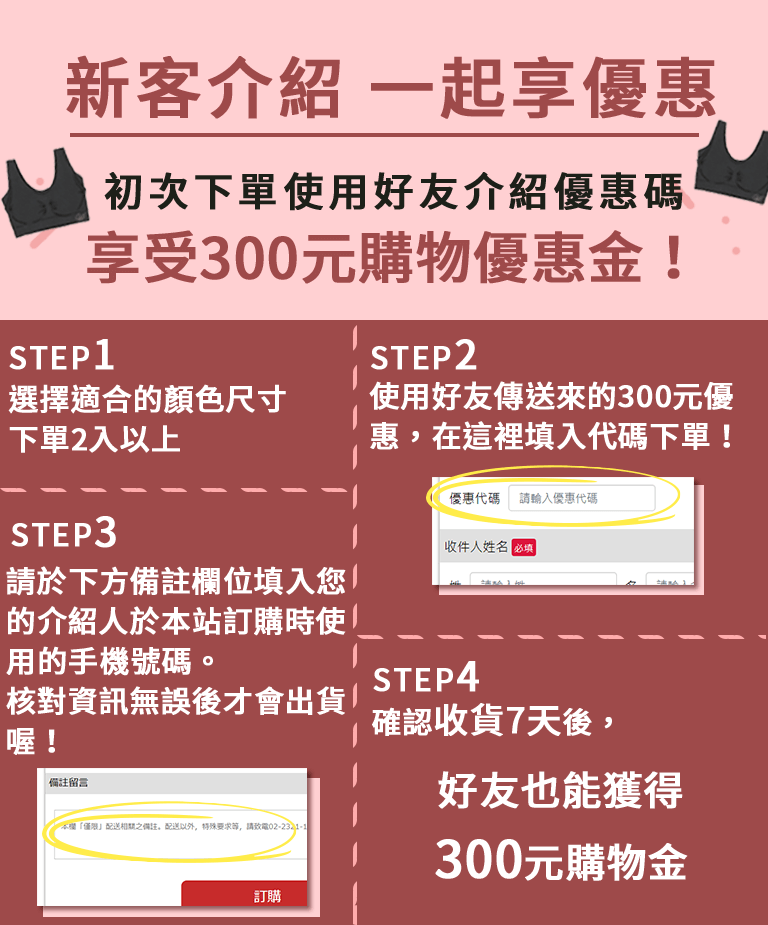 新客介紹 一起享優惠
初次下單使用好友介紹優惠碼
享受300元購物優惠金！
STEP1
選擇適合的顏色尺寸
下單2入以上
STEP2
使用好友傳送來的300元優
惠，在這裡填入代碼下單！
優惠代碼 請輸入優惠代碼
收件人姓名 必填
STEP3
請於下方備註欄位填入您
的介紹人於本站訂購時使
用的手機號碼。
核對資訊無誤後才會出貨
喔！
備註留言
本欄「僅限」配送相關之備註。配送以外，特殊要求等，請致電02-2321-1
訂購
STEP4
確認收貨7天後，
好友也能獲得
300元購物金